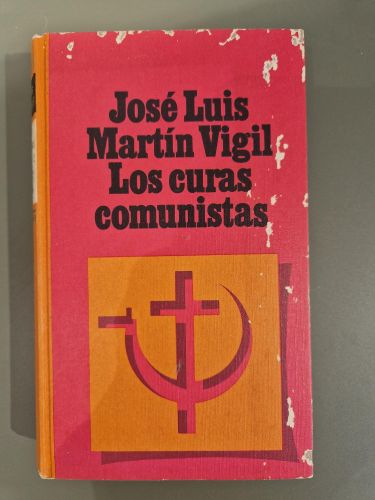 José Luis
Martín Vigil
Los curas
comunistas